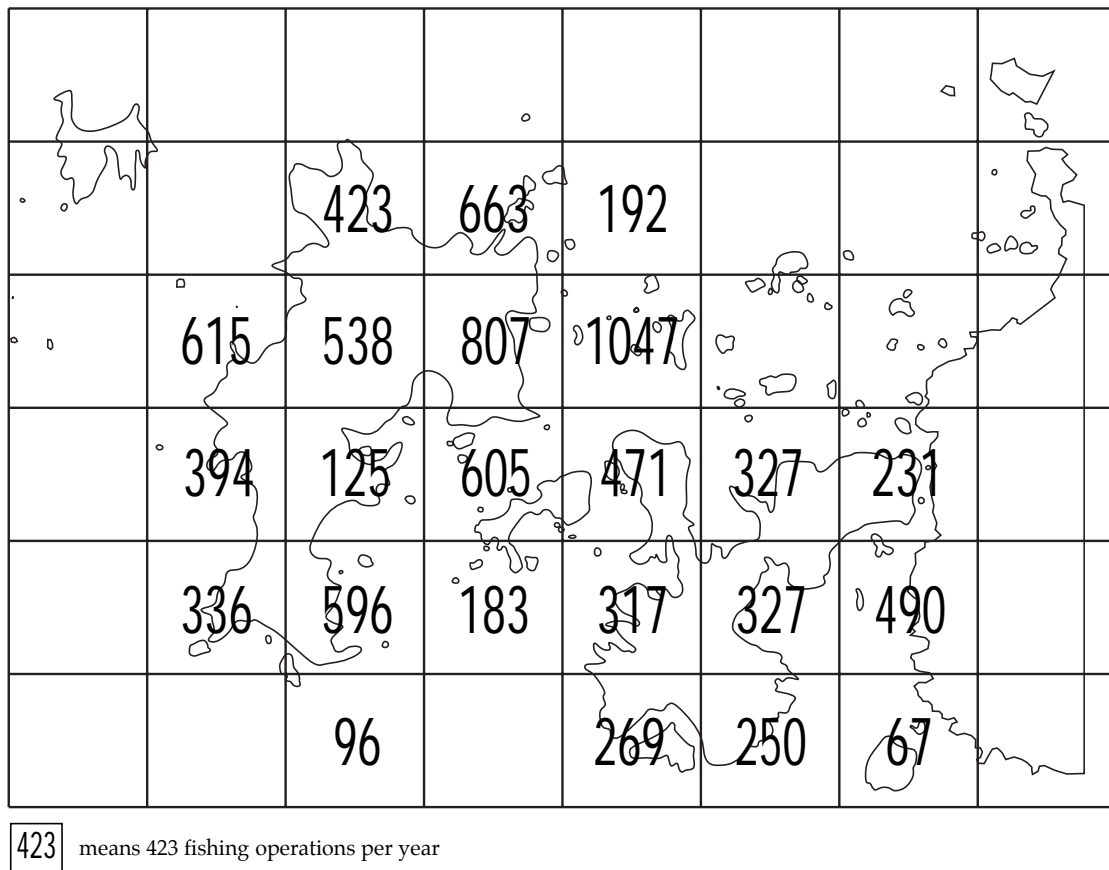 423 663 192
615 538 807 1047
394 125 605 471 327 231
336 596 183 317 327 490
96 269 250 67
423 means 423 fishing operations per year